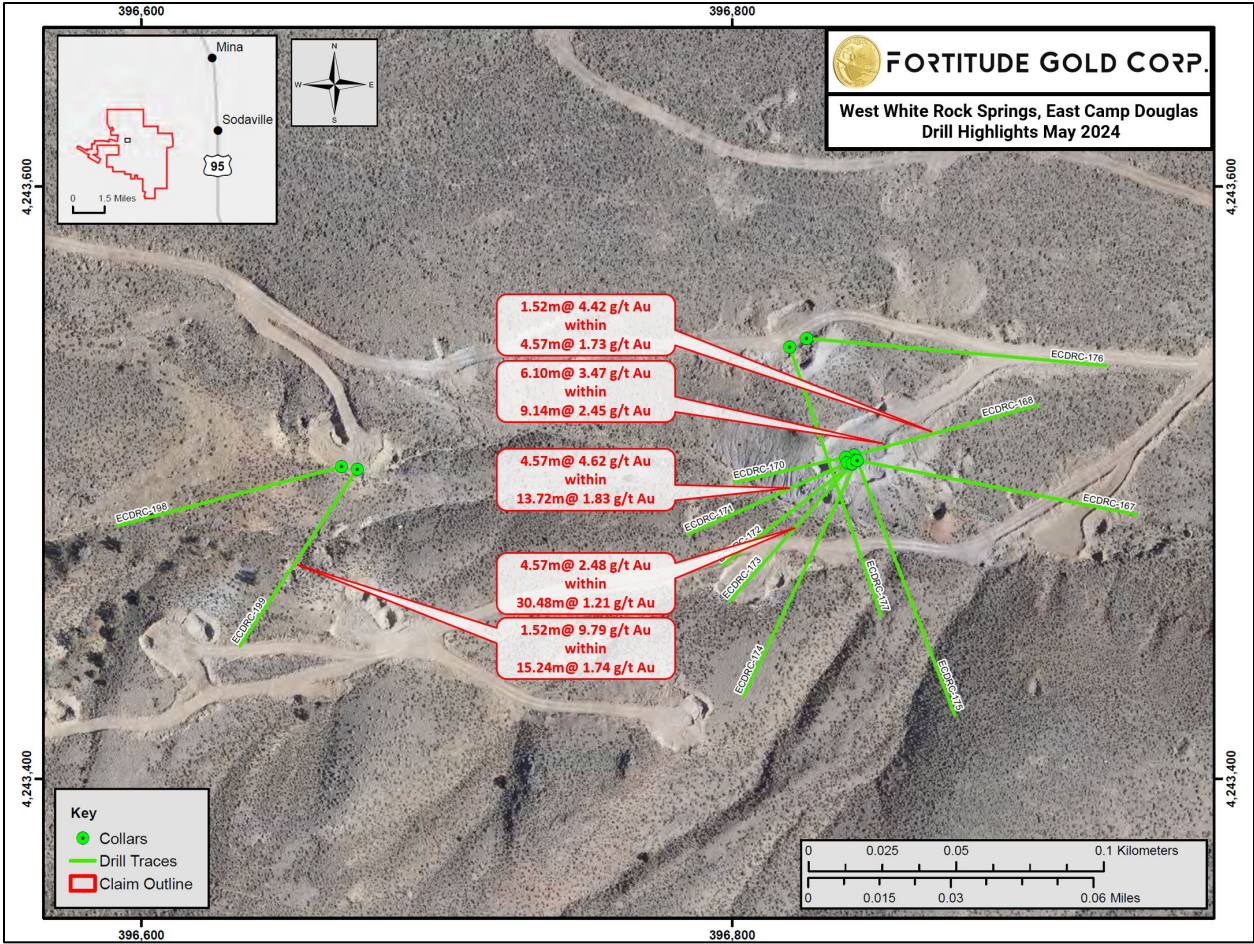 396,600
396,800
Mina
Sodaville
95
0 1.5 Miles
N
W E
S
FORTITUDE GOLD CORP.
West White Rock Springs, East Camp Douglas
Drill Highlights May 2024
4,243,600
4,243,600
1.52m@ 4.42 g/t Au
within
4.57m@ 1.73 g/t Au
6.10m@ 3.47 g/t Au
within
9.14m@ 2.45 g/t Au
4.57m@ 4.62 g/t Au
within
13.72m@ 1.83 g/t Au
4.57m@ 2.48 g/t Au
within
30.48m@ 1.21 g/t Au
1.52m@ 9.79 g/t Au
within
15.24m@ 1.74 g/t Au
ECDRC-176
ECDRC-168
ECDRC-170
ECDRC-167
ECDRC-198
ECDRC-171
-172
ECDRC-173
ECDRC-177
ECDRC-199
ECDRC-174
ECDRC-175
4,243,400
4,243,400
Key
Collars
Drill Traces
Claim Outline
0 0.025 0.05 0.1 Kilometers
0 0.015 0.03 0.06 Miles
396,600
396,800